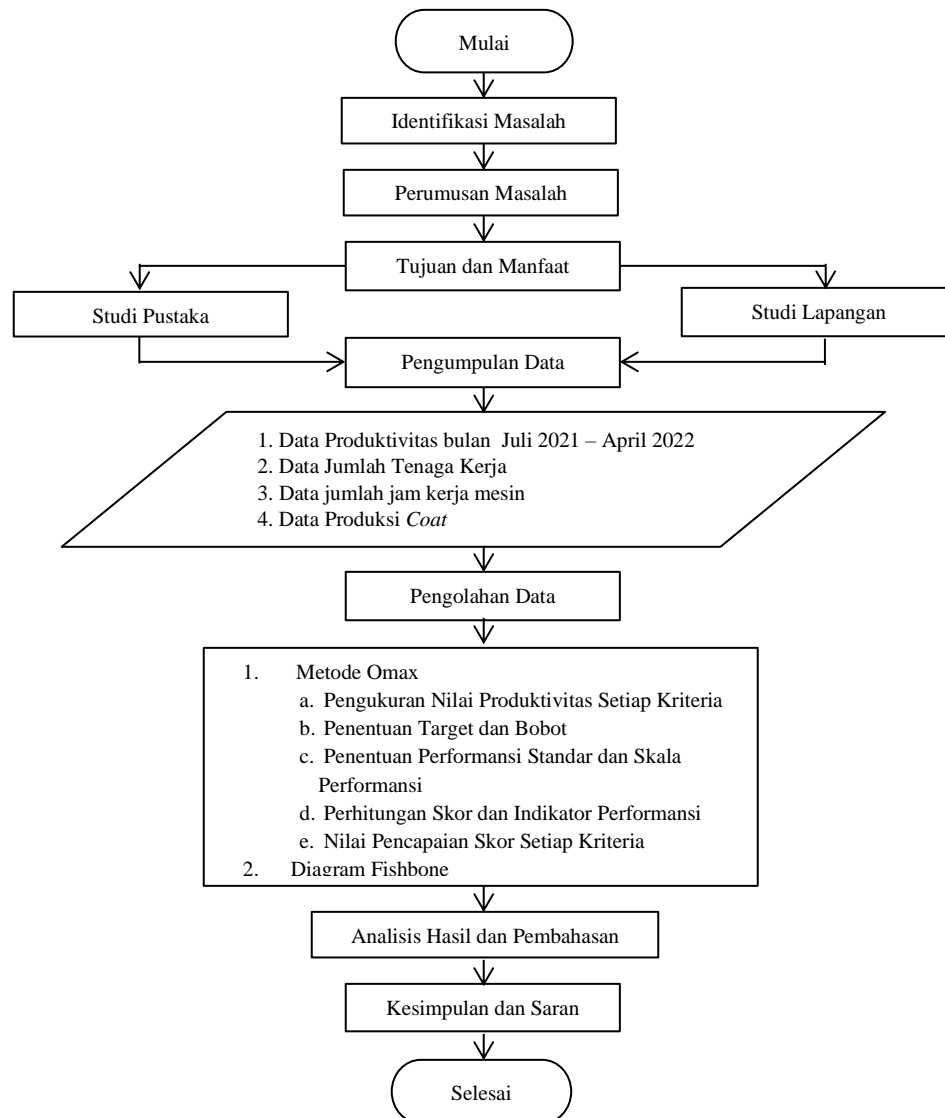 Mulai
Identifikasi Masalah
Perumusan Masalah
Tujuan dan Manfaat
Studi Pustaka
Studi Lapangan
Pengumpulan Data
1. Data Produktivitas bulan Juli 2021 – April 2022
2. Data Jumlah Tenaga Kerja
3. Data jumlah jam kerja mesin
4. Data Produksi Coat
Pengolahan Data
1. Metode Omax
a. Pengukuran Nilai Produktivitas Setiap Kriteria
b. Penentuan Target dan Bobot
c. Penentuan Performansi Standar dan Skala
Performansi
d. Perhitungan Skor dan Indikator Performansi
e. Nilai Pencapaian Skor Setiap Kriteria
2. Diagram Fishbone
Analisis Hasil dan Pembahasan
Kesimpulan dan Saran
Selesai